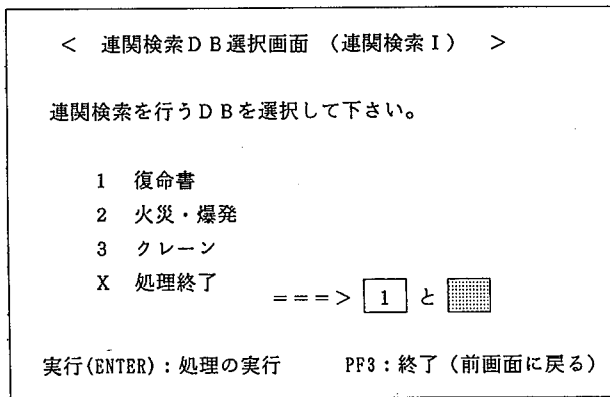 ＜ 連関検索ＤＢ選択画面 （連関検索Ⅰ） ＞
連関検索を行うＤＢを選択して下さい。
1 復命書
2 火災・爆発
3 クレーン
X 処理終了
===> 1 と
実行(ENTER)：処理の実行 PF3：終了（前画面に戻る）